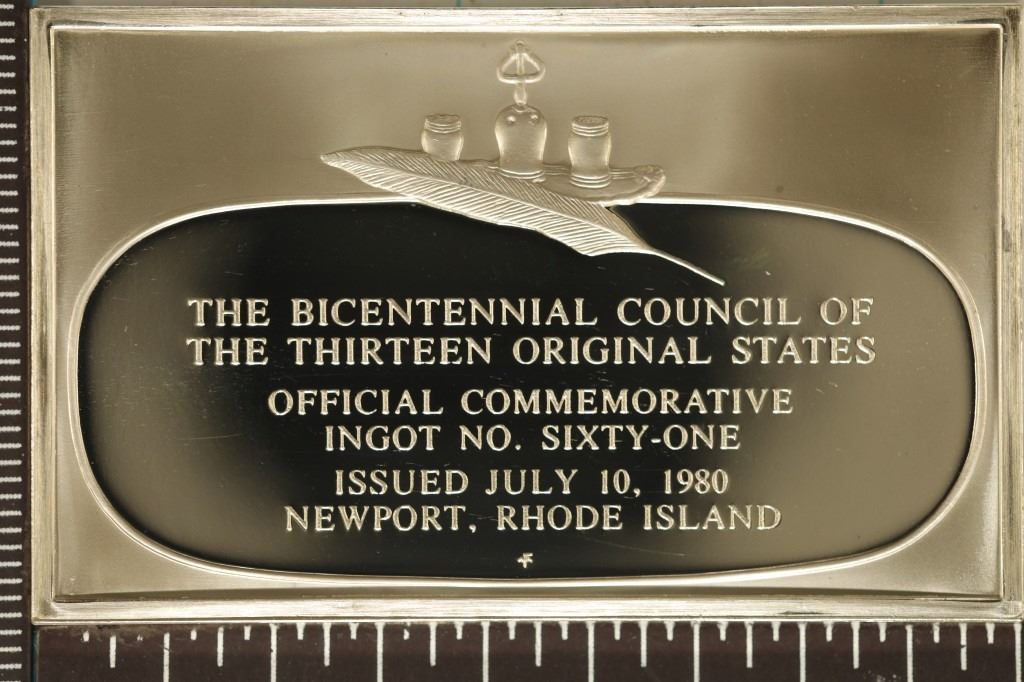 THE BICENTENNIAL COUNCIL OF
THE THIRTEEN ORIGINAL STATES
OFFICIAL COMMEMORATIVE
INGOT NO. SIXTY-ONE
ISSUED JULY 10, 1980
NEWPORT, RHODE ISLAND